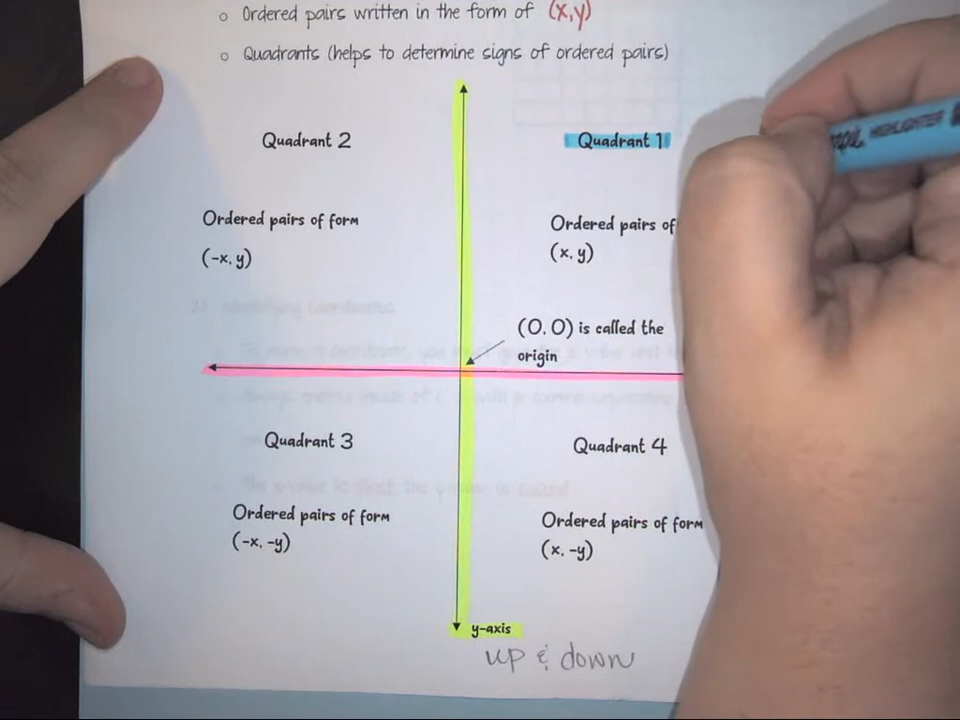 o Ordered pairs written in the form of (x,y)
o Quadrants (helps to determine signs of ordered pairs)
Quadrant 2
Quadrant 1
HIGHLIGHTER
Ordered pairs of form
(-x, y)
Ordered pairs of
(x, y)
(0, 0) is called the
origin
Quadrant 3
Quadrant 4
Ordered pairs of form
(-x, -y)
Ordered pairs of form
(x, -y)
y-axis
up & down